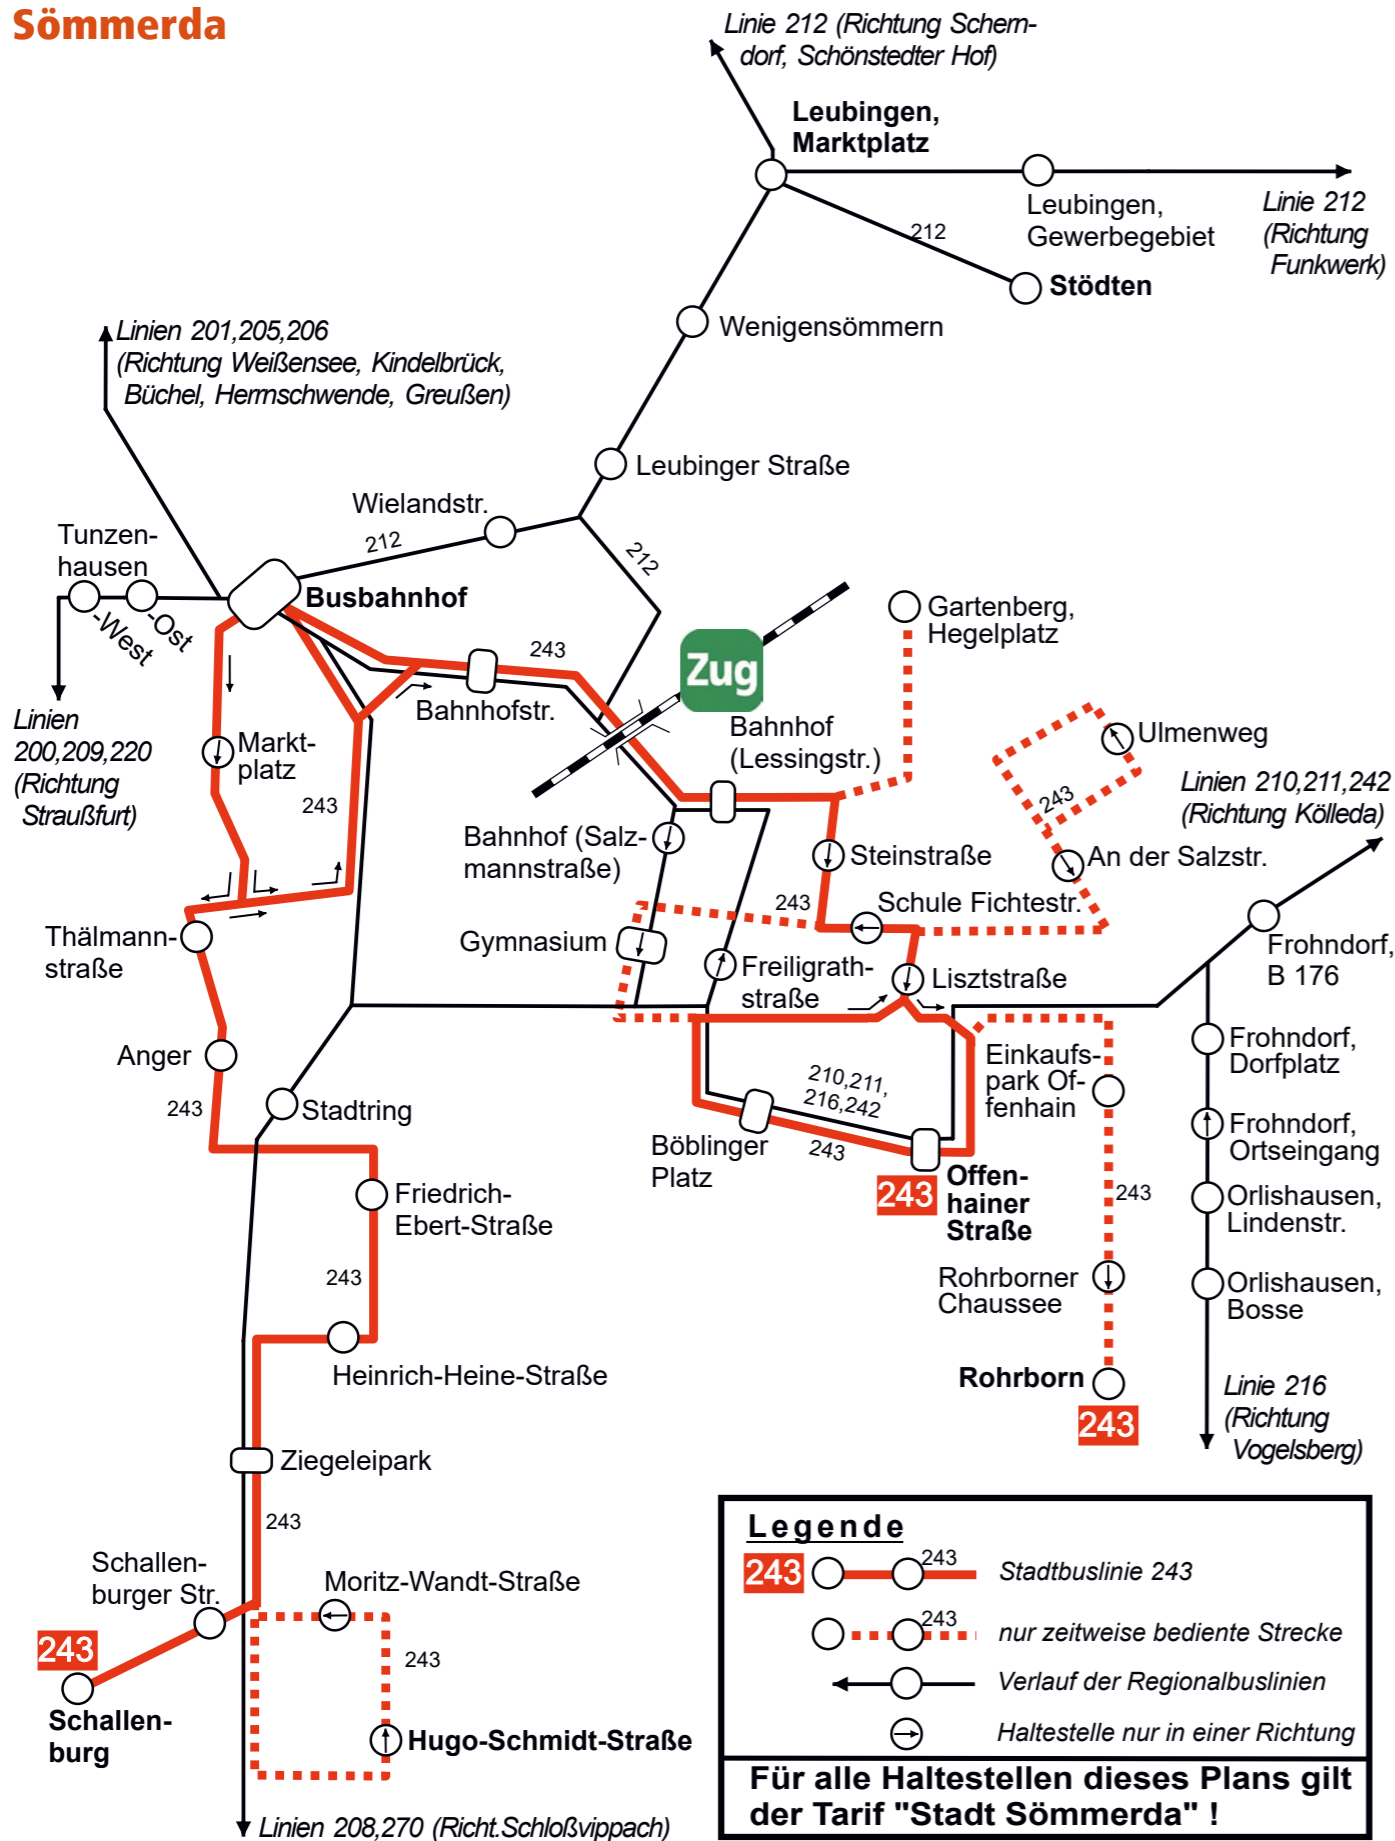 Sömmerda
Linie 212 (Richtung Schern-
dorf, Schönstedter Hof)
Leubingen,
Marktplatz
Leubingen,
Gewerbegebiet
Linie 212
(Richtung
Funkwerk)
212
Stödten
Wenigensömmern
Linien 201,205,206
(Richtung Weißensee, Kindelbrück,
Büchel, Herrnschwende, Greußen)
Leubinger Straße
Wielandstr.
212
212
Tunzen-
hausen
-West
-Ost
Busbahnhof
Linien
200,209,220
(Richtung
Straußfurt)
243
Bahnhofstr.
Zug
Bahnhof
(Lessingstr.)
Gartenberg,
Hegelplatz
Ulmenweg
243
Linien 210,211,242
(Richtung Kölleda)
Markt-
platz
243
Bahnhof (Salz-
mannstraße)
Steinstraße
An der Salzstr.
243
Schule Fichtestr.
Thälmann-
straße
Gymnasium
Freiligrath-
straße
Lisztstraße
Frohndorf,
B 176
Anger
243
Stadtring
210,211,
216,242
243
Böblinger
Platz
Einkaufs-
park Of-
fenhain
Frohndorf,
Dorfplatz
Frohndorf,
Ortseingang
243
Offen-
hainer
Straße
243
Orlishausen,
Lindenstr.
Friedrich-
Ebert-Straße
243
Rohrborner
Chaussee
Orlishausen,
Bosse
Heinrich-Heine-Straße
Rohrborn
243
Linie 216
(Richtung
Vogelsberg)
Ziegeleipark
243
Schallen-
burger Str.
Moritz-Wandt-Straße
243
243
Schallen-
burg
Hugo-Schmidt-Straße
Linien 208,270 (Richt.Schloßvippach)
Legende
243
243
Stadtbuslinie 243
243
nur zeitweise bediente Strecke
Verlauf der Regionalbuslinien
Haltestelle nur in einer Richtung
Für alle Haltestellen dieses Plans gilt
der Tarif "Stadt Sömmerda" !